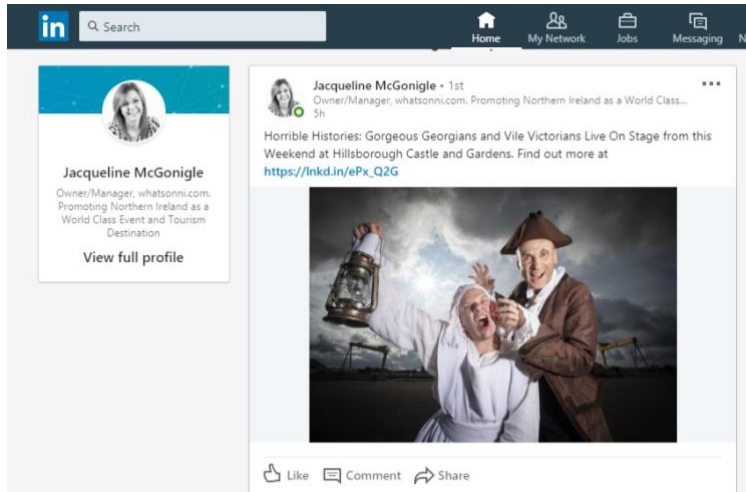 in
Search
Home
My Network
Jobs
Messaging
N
Jacqueline McGonigle
Owner/Manager, whatsonni.com.
Promoting Northern Ireland as a
World Class Event and Tourism
Destination
View full profile
Jacqueline McGonigle • 1st
Owner/Manager, whatsonni.com. Promoting Northern Ireland as a World Class...
5h
Horrible Histories: Gorgeous Georgians and Vile Victorians Live On Stage from this
Weekend at Hillsborough Castle and Gardens. Find out more at
https://lnkd.in/ePx_Q2G
Like
Comment
Share